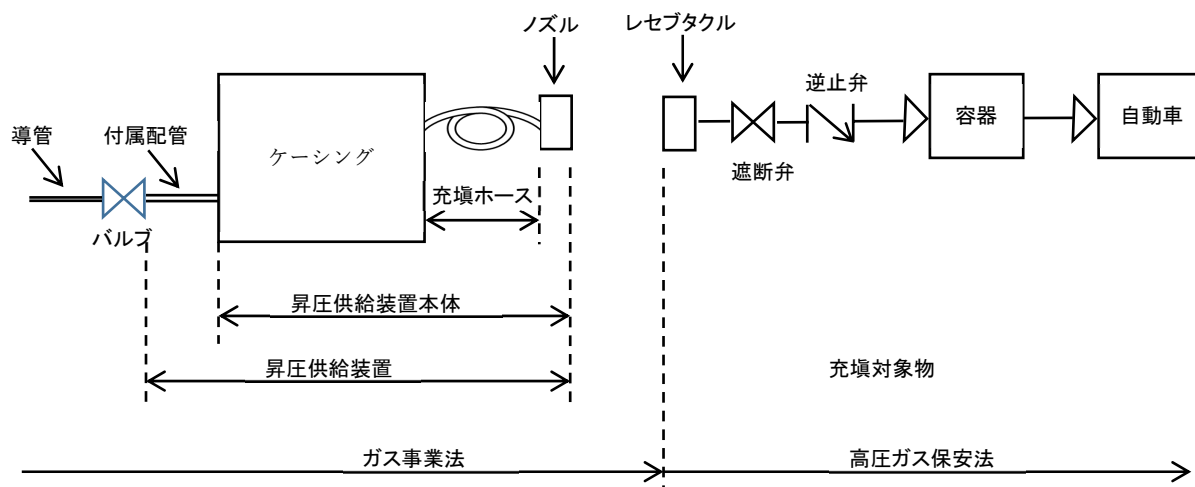 ノズル
レセブタクル
導管
付属配管
ケーシング
逆止弁
容器
自動車
遮断弁
充塡ホース
バルブ
昇圧供給装置本体
昇圧供給装置
充塡対象物
ガス事業法
高圧ガス保安法